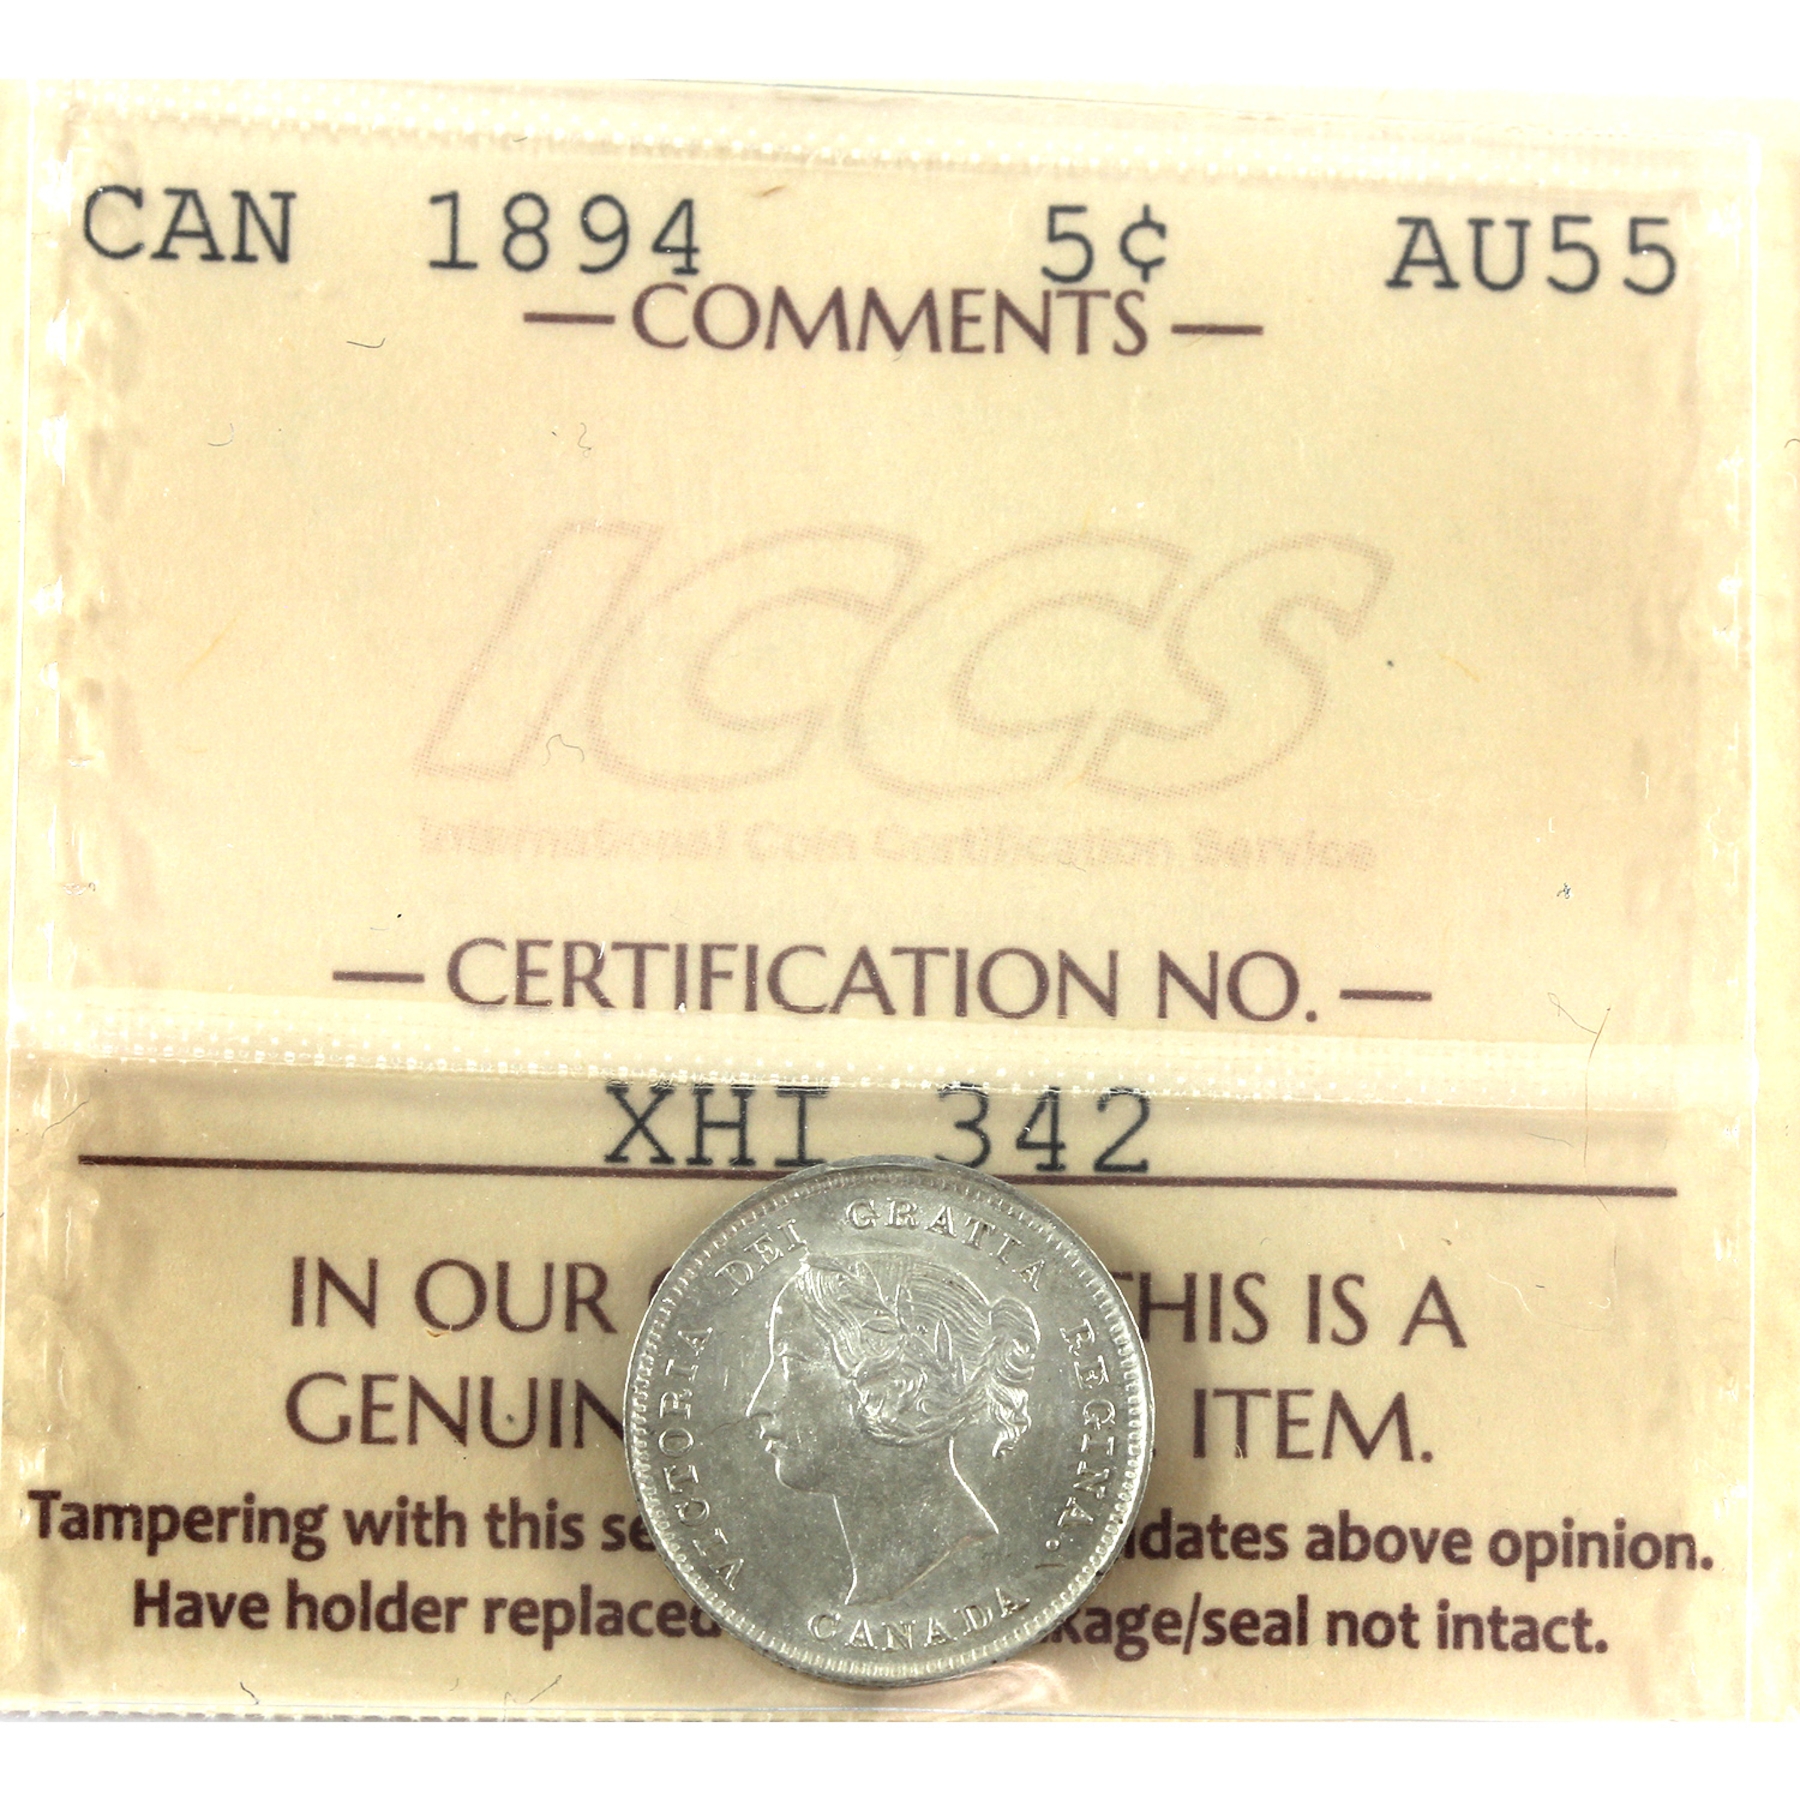 CAN 1894 5¢ AU55
— COMMENTS —
ICCS
International Coin Certification Service
— CERTIFICATION NO. —
XHI 342
IN OUR THIS IS A
GENUIN ITEM.
Tampering with this se idates above opinion.
Have holder replaced kage/seal not intact.
VICTORIA DEI GRATIA REGINA.
CANADA